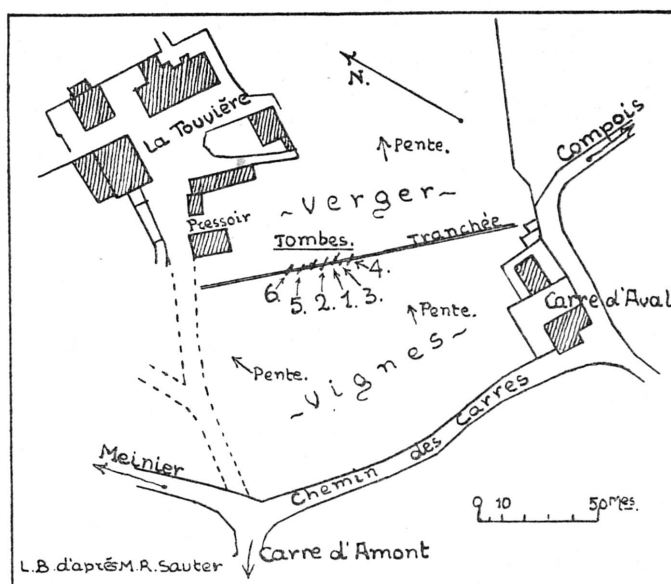 La Touvière
N.
Compois
Pente.
~Verger~
Pressoir
Tombes.
Tranchée
6. 5. 2. 1. 3. 4.
Carre d'Aval
Pente.
~Vignes~
Pente.
Chemin des Carres
Meinier
0 10 50 Mes.
Carre d'Amont
L.B. d'après M.R. Sauter